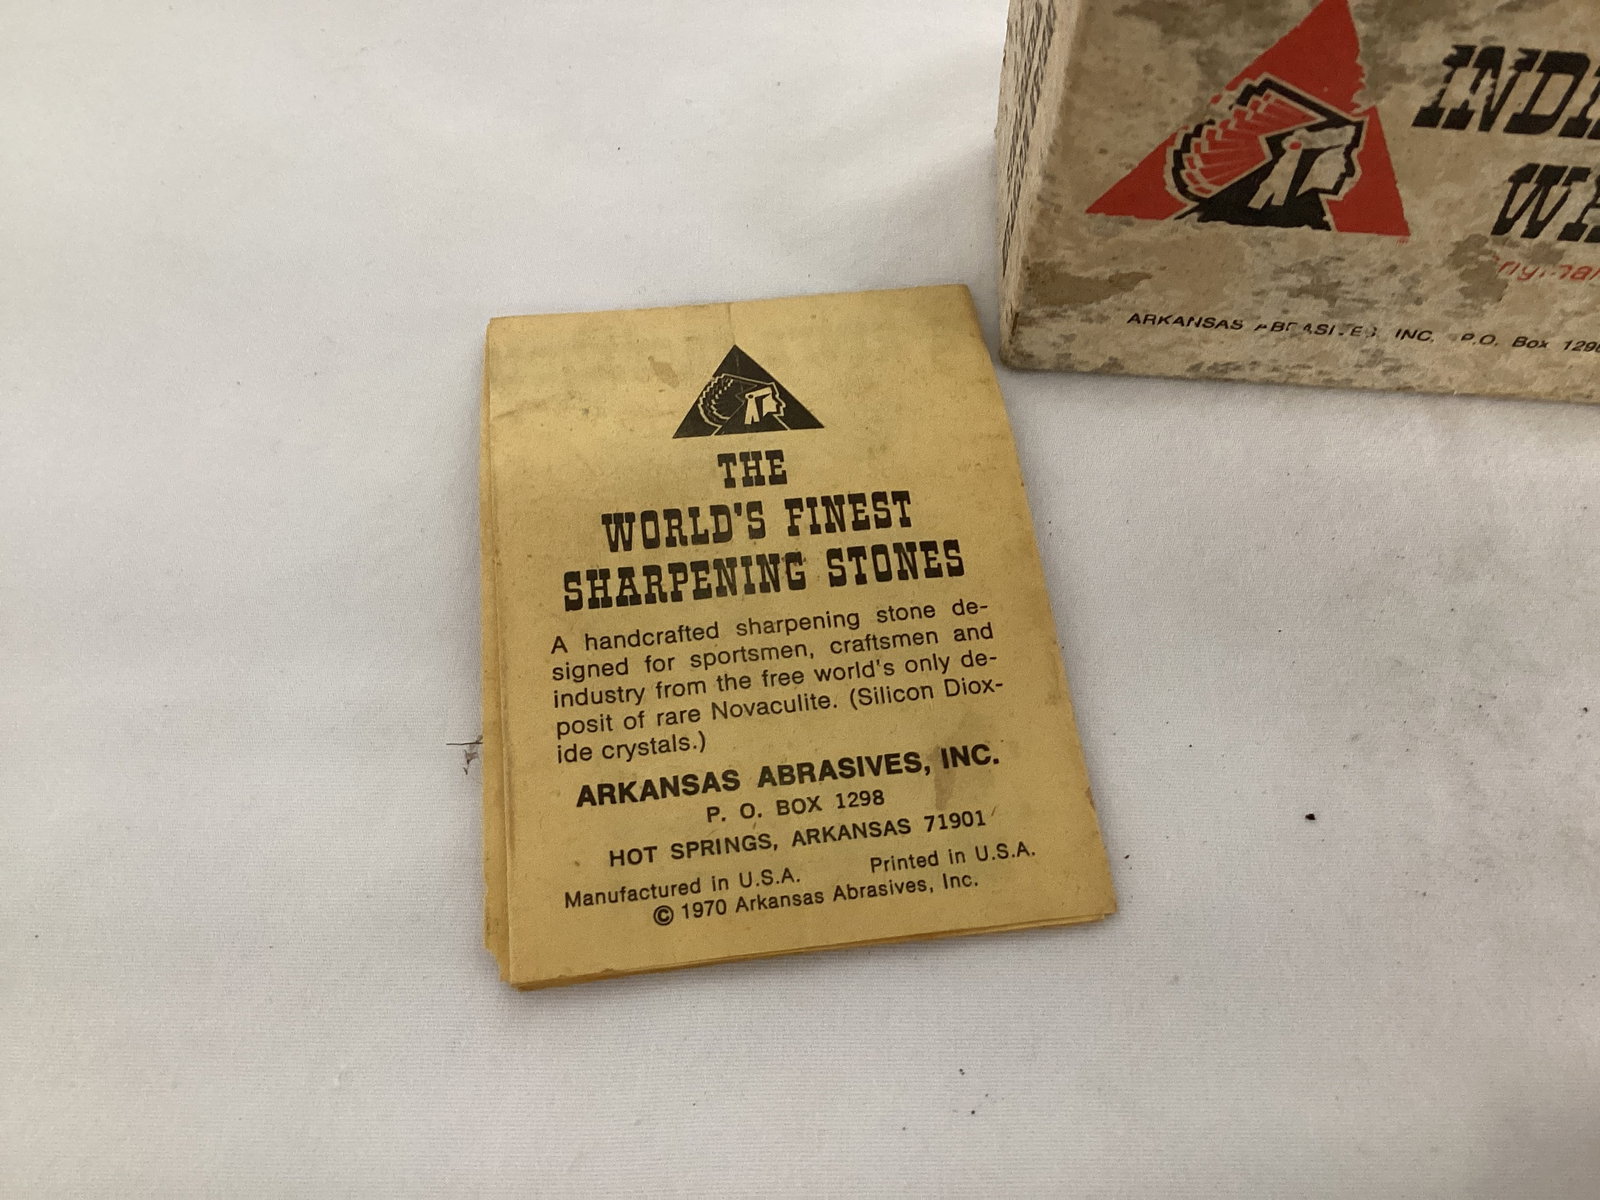 THE
WORLD'S FINEST
SHARPENING STONES
A handcrafted sharpening stone de-
signed for sportsmen, craftsmen and
industry from the free world's only de-
posit of rare Novaculite. (Silicon Diox-
ide crystals.)
ARKANSAS ABRASIVES, INC.
P. O. BOX 1298
HOT SPRINGS, ARKANSAS 71901
Manufactured in U.S.A. Printed in U.S.A.
© 1970 Arkansas Abrasives, Inc.
ARKANSAS ABRASIVES, INC. P.O. Box 1298